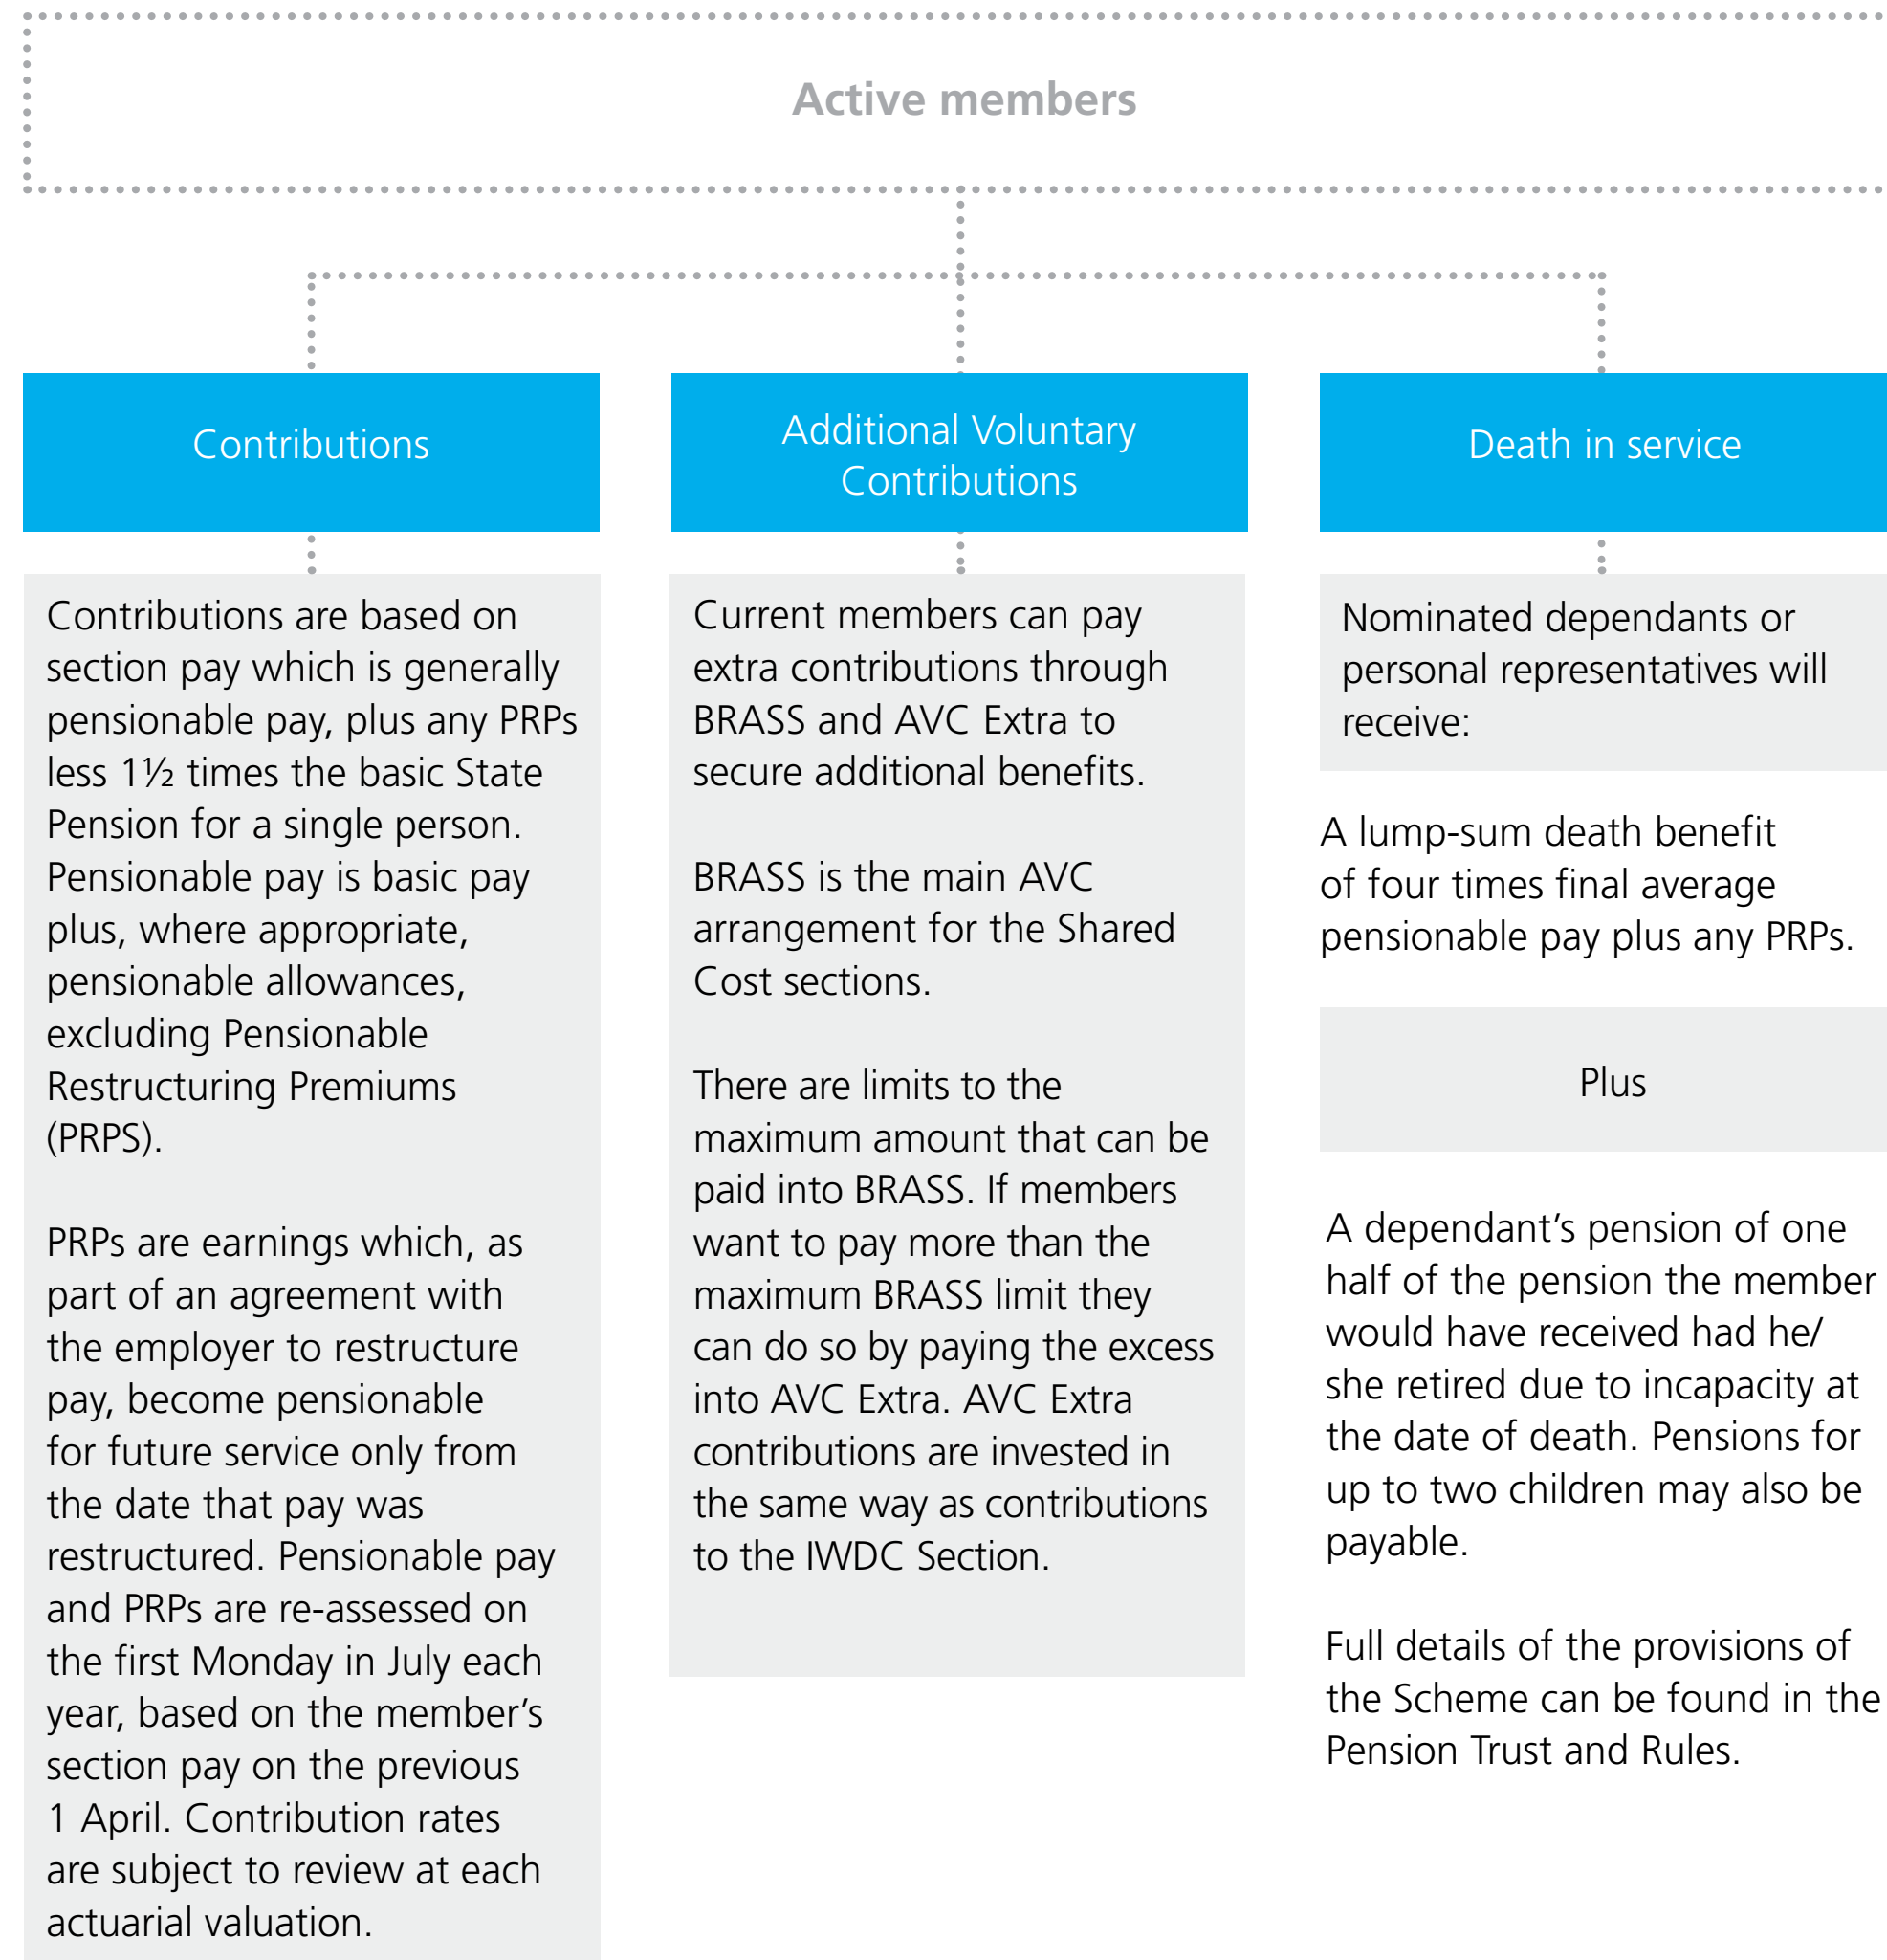 Active members
Contributions
Contributions are based on
section pay which is generally
pensionable pay, plus any PRPs
less 1½ times the basic State
Pension for a single person.
Pensionable pay is basic pay
plus, where appropriate,
pensionable allowances,
excluding Pensionable
Restructuring Premiums
(PRPS).
PRPs are earnings which, as
part of an agreement with
the employer to restructure
pay, become pensionable
for future service only from
the date that pay was
restructured. Pensionable pay
and PRPs are re-assessed on
the first Monday in July each
year, based on the member’s
section pay on the previous
1 April. Contribution rates
are subject to review at each
actuarial valuation.
Additional Voluntary
Contributions
Current members can pay
extra contributions through
BRASS and AVC Extra to
secure additional benefits.
BRASS is the main AVC
arrangement for the Shared
Cost sections.
There are limits to the
maximum amount that can be
paid into BRASS. If members
want to pay more than the
maximum BRASS limit they
can do so by paying the excess
into AVC Extra. AVC Extra
contributions are invested in
the same way as contributions
to the IWDC Section.
Death in service
Nominated dependants or
personal representatives will
receive:
A lump-sum death benefit
of four times final average
pensionable pay plus any PRPs.
Plus
A dependant’s pension of one
half of the pension the member
would have received had he/
she retired due to incapacity at
the date of death. Pensions for
up to two children may also be
payable.
Full details of the provisions of
the Scheme can be found in the
Pension Trust and Rules.